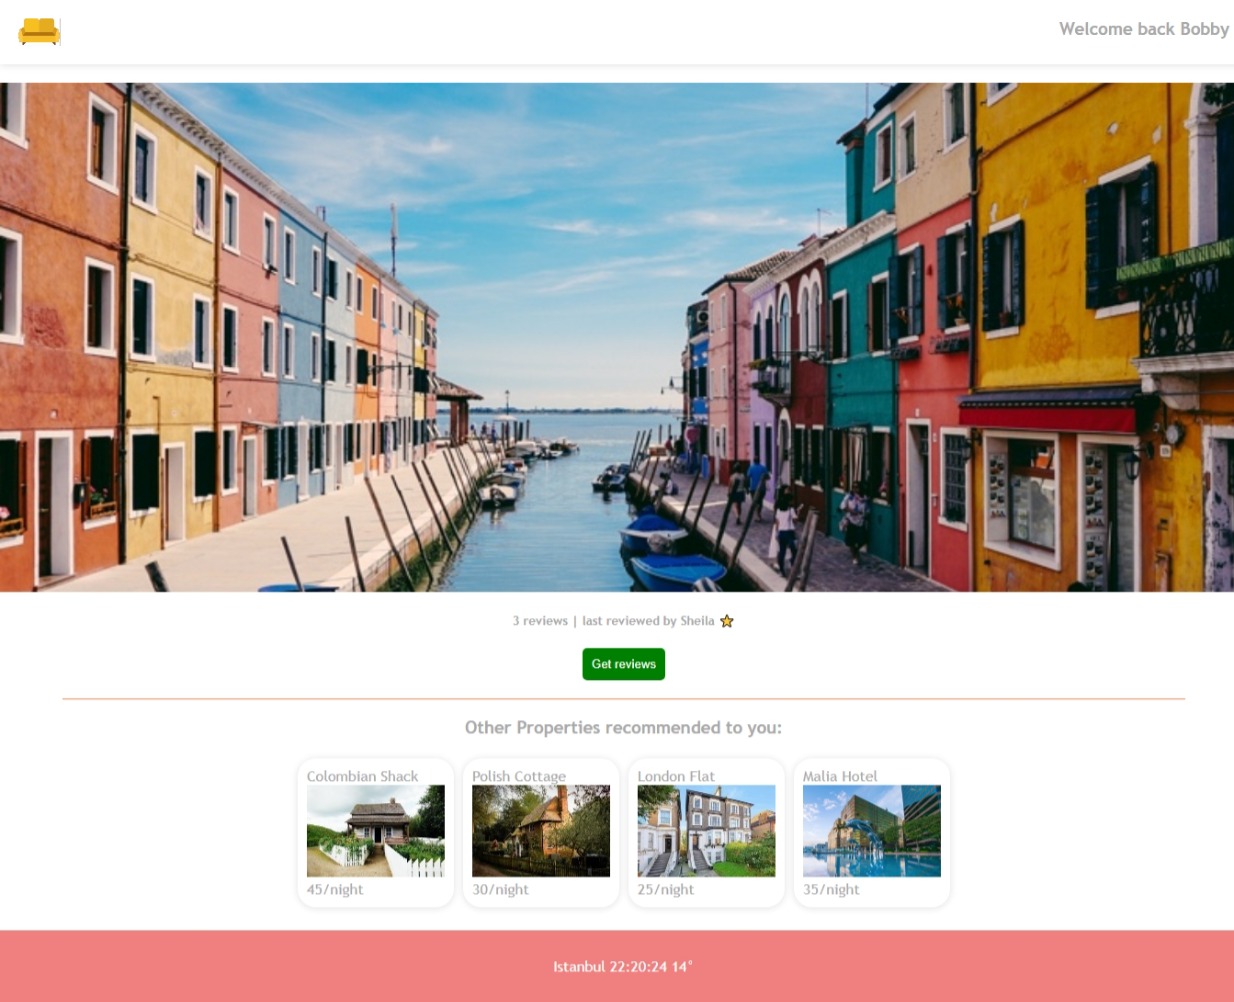 Welcome back Bobby
3 reviews | last reviewed by Sheila ⭐
Get reviews
Other Properties recommended to you:
Colombian Shack
45/night
Polish Cottage
30/night
London Flat
25/night
Malia Hotel
35/night
Istanbul 22:20:24 14°